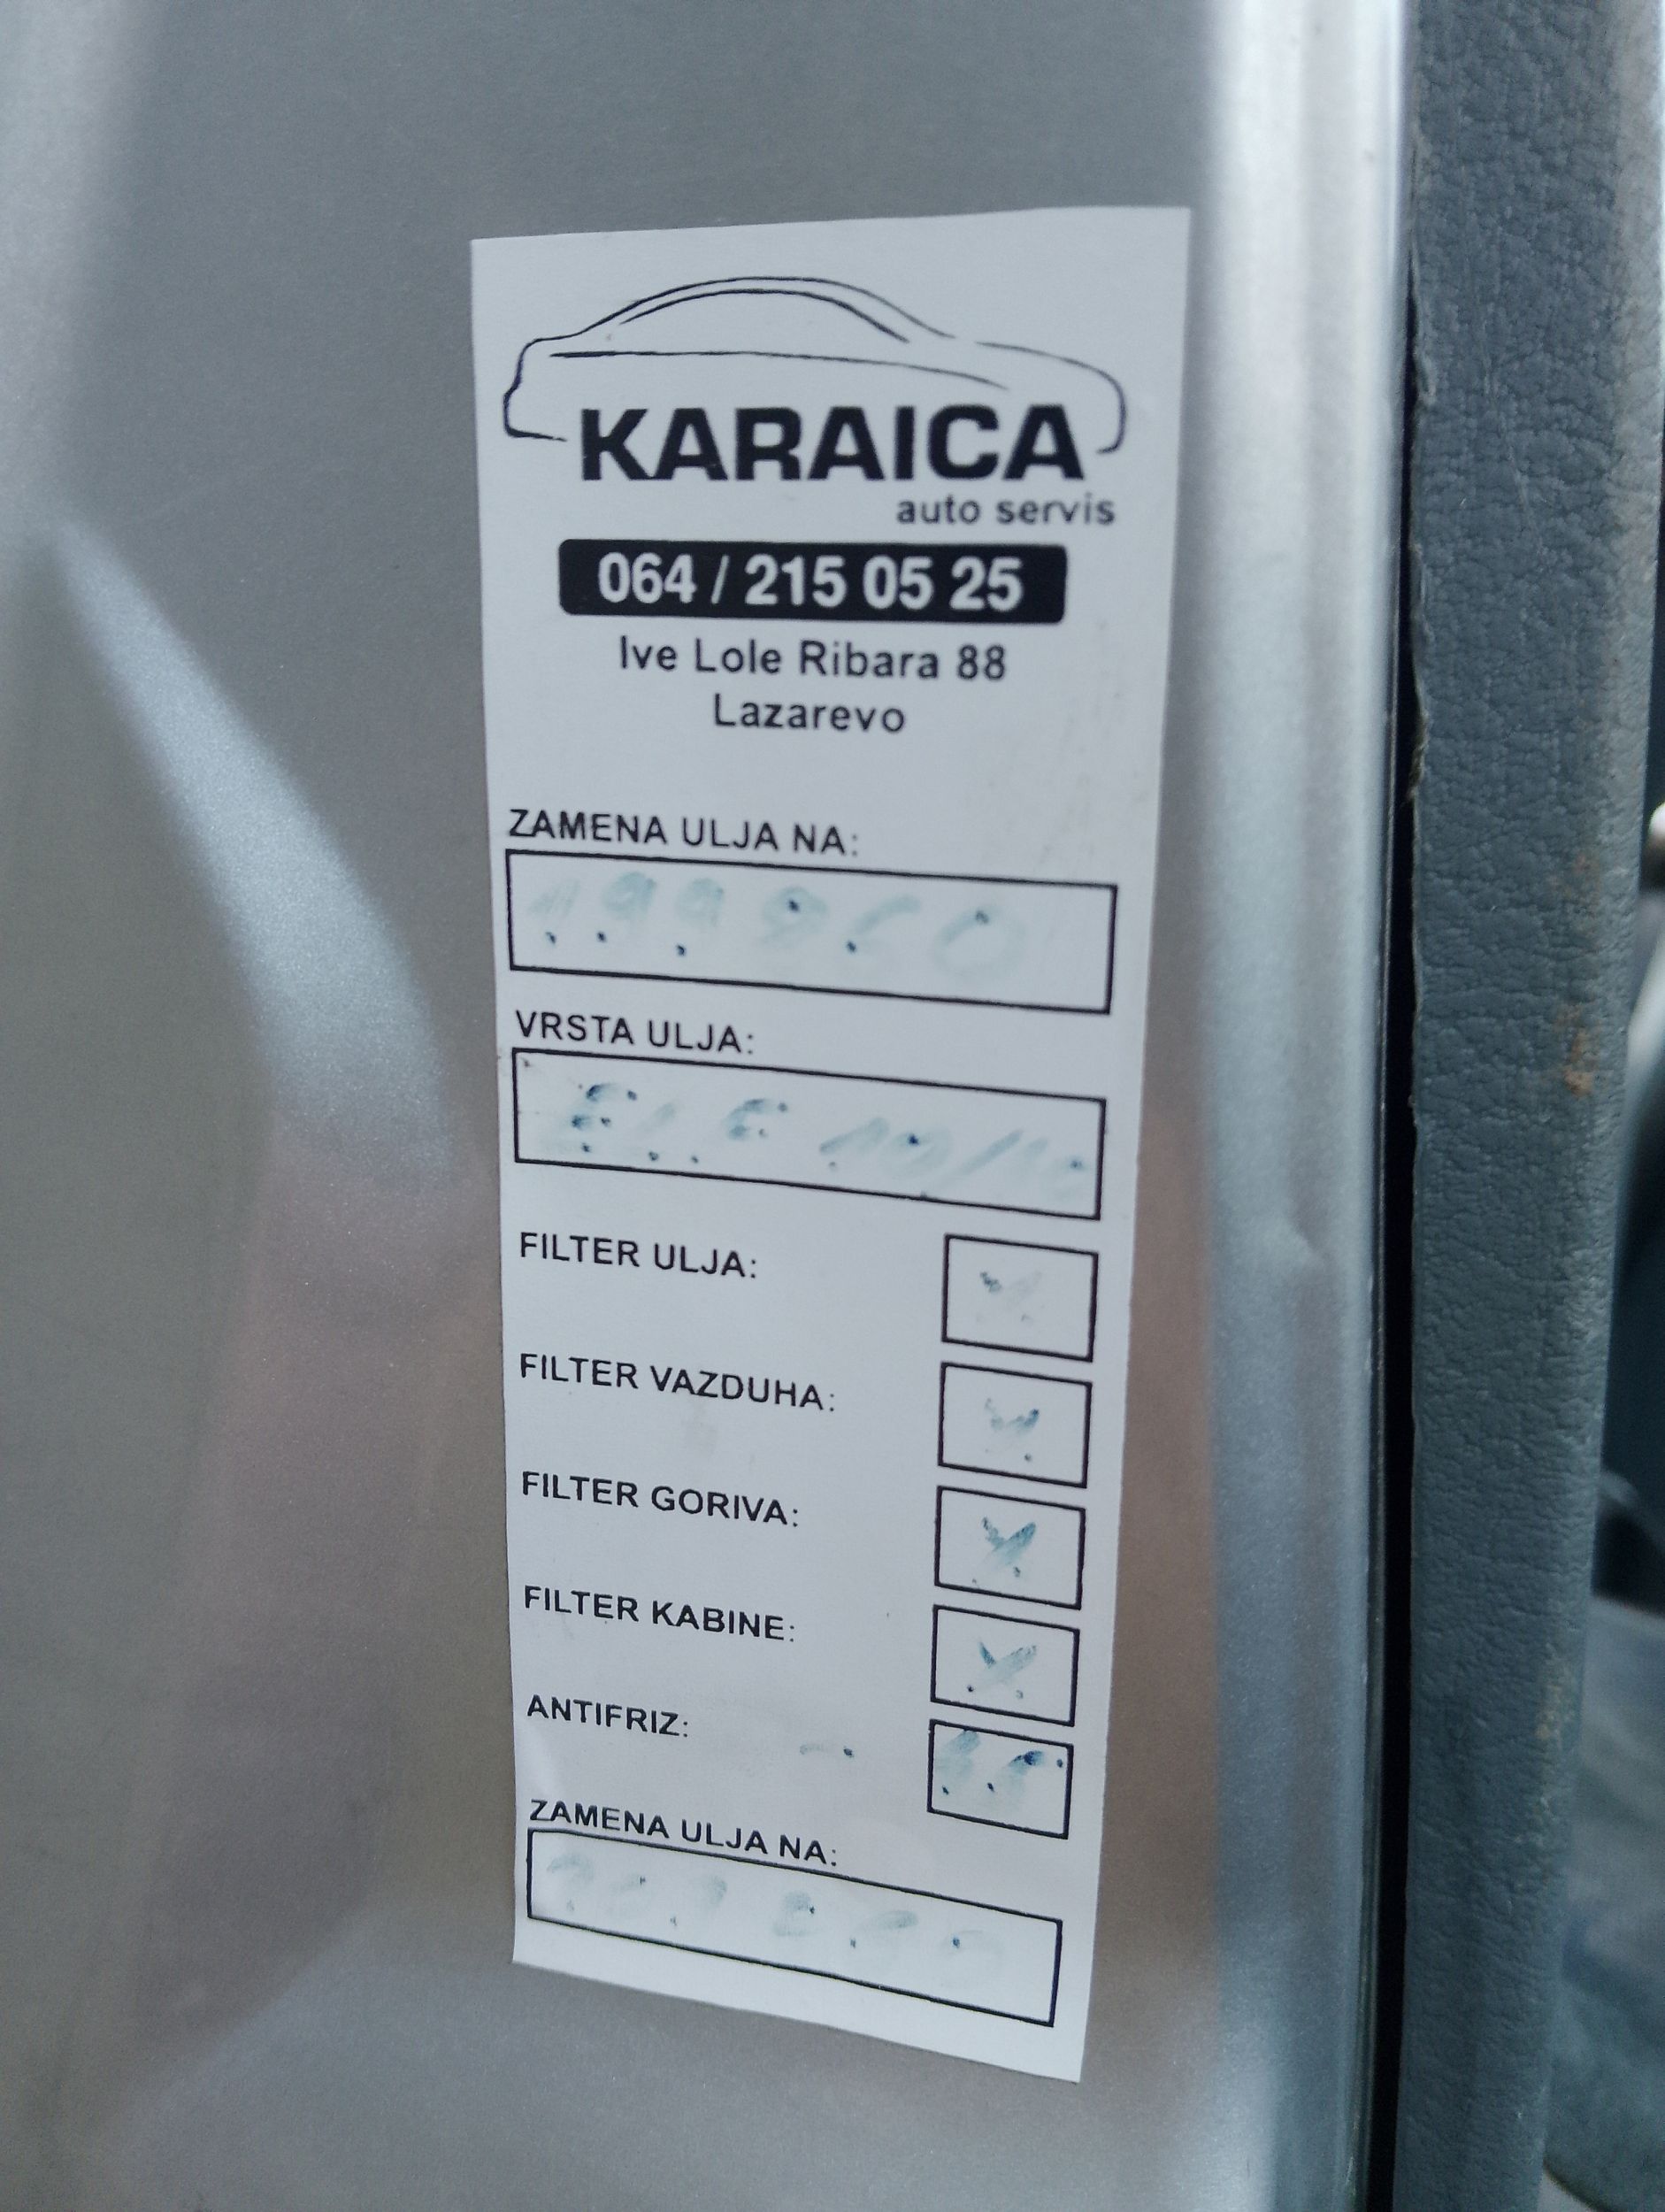 KARAICA
auto servis
064 / 215 05 25
Ive Lole Ribara 88
Lazarevo
ZAMENA ULJA NA:
VRSTA ULJA:
FILTER ULJA:
FILTER VAZDUHA:
FILTER GORIVA:
FILTER KABINE:
ANTIFRIZ:
ZAMENA ULJA NA: